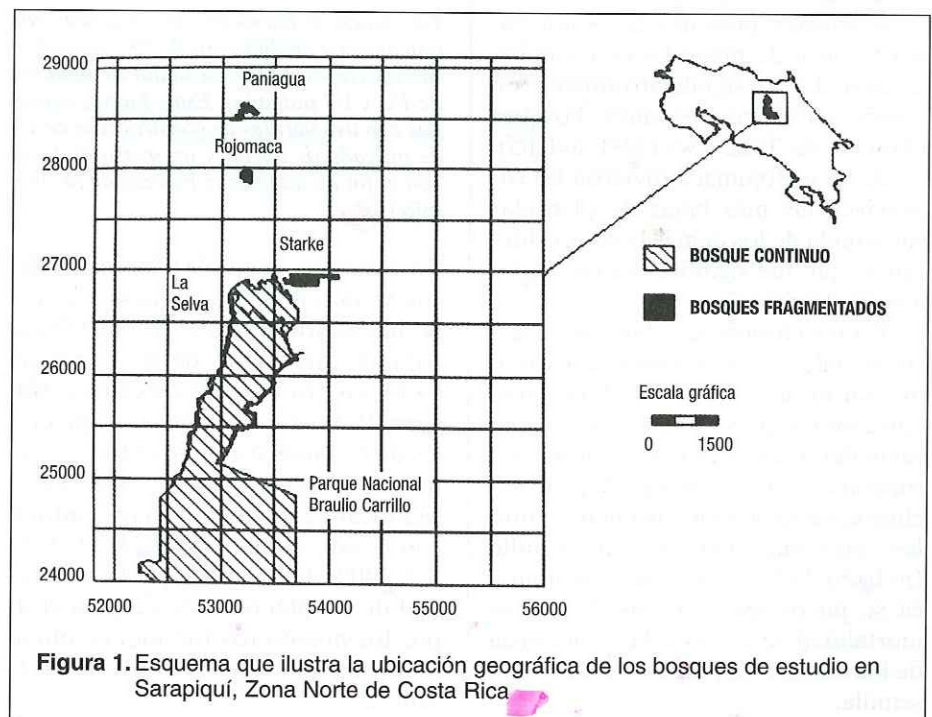 29000
Paniagua
Rojomaca
28000
Starke
27000
La
Selva
26000
25000
Parque Nacional
Braulio Carrillo
24000
52000 53000 54000 56000 56000
BOSQUE CONTINUO
BOSQUES FRAGMENTADOS
Escala gráfica
0 1500
Figura 1. Esquema que ilustra la ubicación geográfica de los bosques de estudio en
Sarapiquí, Zona Norte de Costa Rica